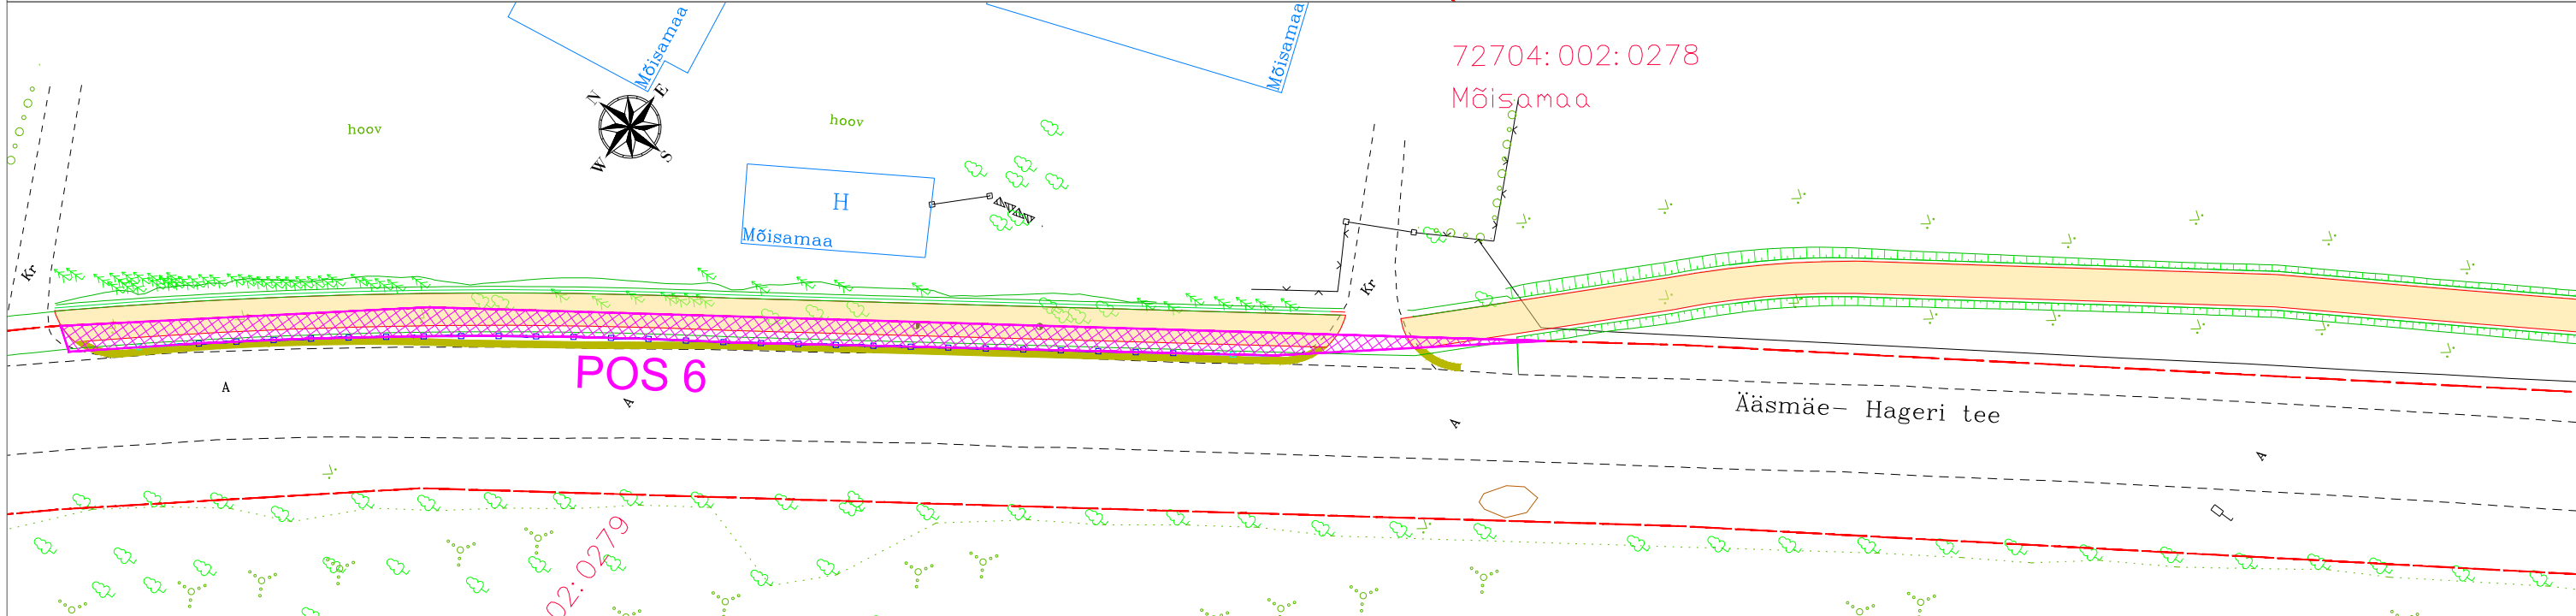 Mõisamaa
Mõisamaa
72704:002:0278
Mõisamaa
N
E
W
S
hoov
hoov
H
Mõisamaa
Kr
Kr
POS 6
A
A
A
A
Ääsmäe- Hageri tee
02:0279